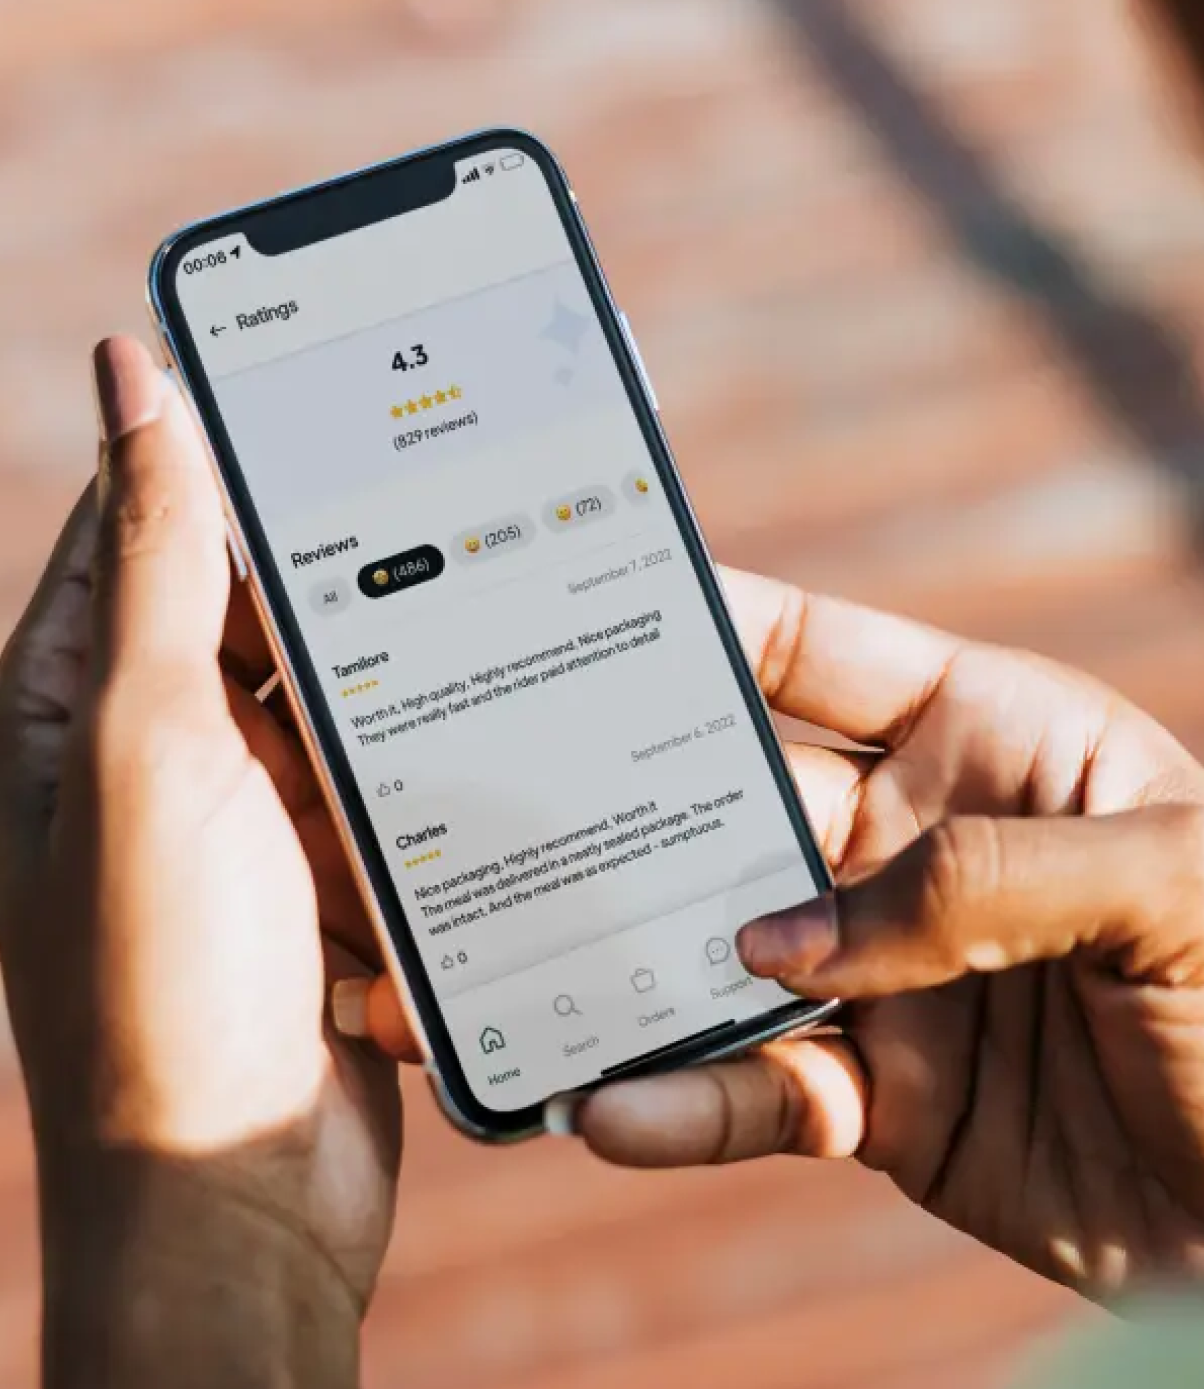 00:06
← Ratings
4.3
(829 reviews)
Reviews
All
(486)
(205)
(72)
September 7, 2022
Tamilore
Worth it, High quality, Highly recommend, Nice packaging
They were really fast and the rider paid attention to detail
0
September 6, 2022
Charles
Nice packaging, Highly recommend, Worth it
The meal was delivered in a neatly sealed package. The order
was intact. And the meal was as expected - sumptuous.
0
Home
Search
Orders
Support